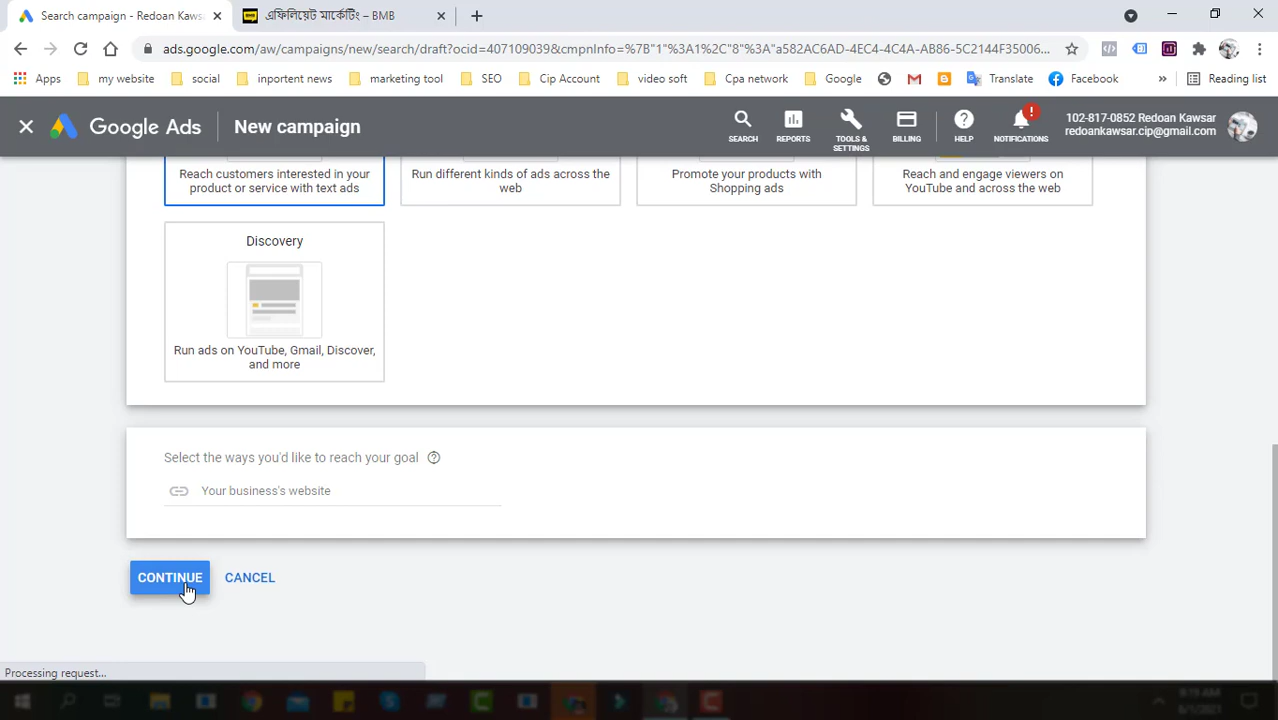 Search campaign - Redoan Kawsar
এফিলিয়েট মার্কেটিং – BMB
ads.google.com/aw/campaigns/new/search/draft?ocid=407109039&cmpnInfo=%7B"1"%3A1%2C"8"%3A"a582AC6AD-4EC4-4C4A-AB86-5C2144F35006...
Apps
my website
social
inportent news
marketing tool
SEO
Cip Account
video soft
Cpa network
Google
Translate
Facebook
»
Reading list
Google Ads
New campaign
SEARCH
REPORTS
TOOLS & SETTINGS
BILLING
HELP
NOTIFICATIONS
102-817-0852 Redoan Kawsar
redoankawsar.cip@gmail.com
Reach customers interested in your
product or service with text ads
Run different kinds of ads across the
web
Promote your products with
Shopping ads
Reach and engage viewers on
YouTube and across the web
Discovery
Run ads on YouTube, Gmail, Discover,
and more
Select the ways you'd like to reach your goal
Your business's website
CONTINUE
CANCEL
Processing request...